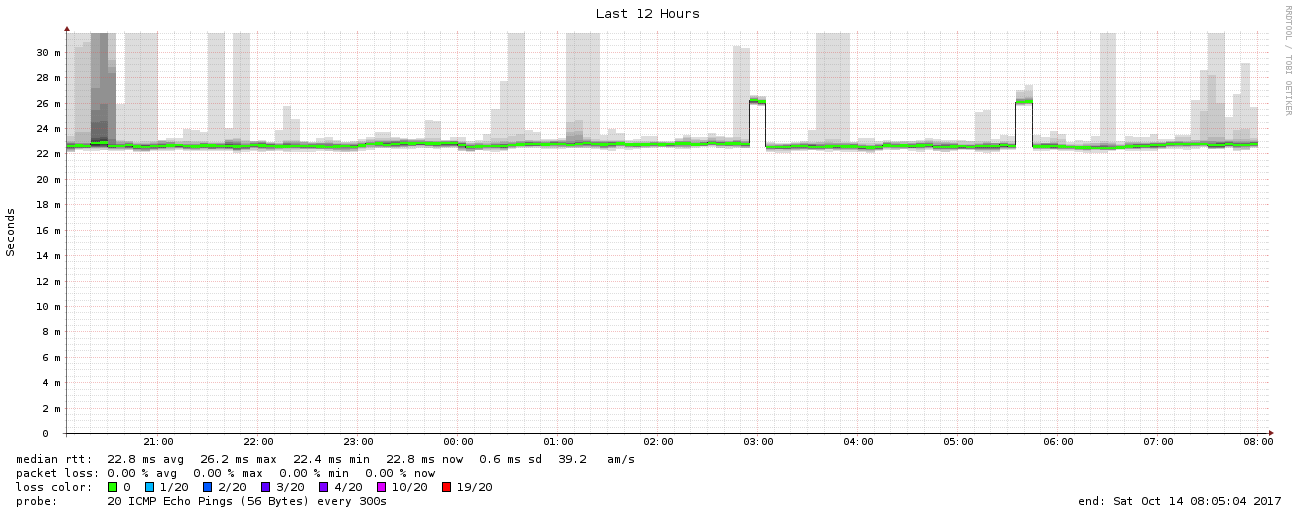 Last 12 Hours
RRDTOOL / TOBI OETIKER
Seconds
30 m
28 m
26 m
24 m
22 m
20 m
18 m
16 m
14 m
12 m
10 m
8 m
6 m
4 m
2 m
0
21:00 22:00 23:00 00:00 01:00 02:00 03:00 04:00 05:00 06:00 07:00 08:00
median rtt: 22.8 ms avg 26.2 ms max 22.4 ms min 22.8 ms now 0.6 ms sd 39.2 am/s
packet loss: 0.00 % avg 0.00 % max 0.00 % min 0.00 % now
loss color: 0 1/20 2/20 3/20 4/20 10/20 19/20
probe: 20 ICMP Echo Pings (56 Bytes) every 300s end: Sat Oct 14 08:05:04 2017